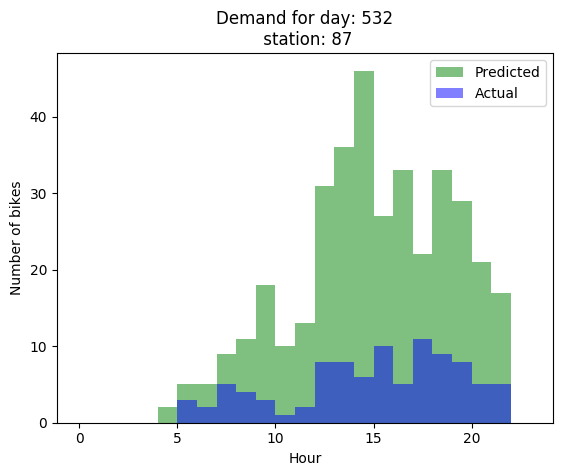 Demand for day: 532
station: 87
Predicted
Actual
Number of bikes
40
30
20
10
0
0
5
10
15
20
Hour